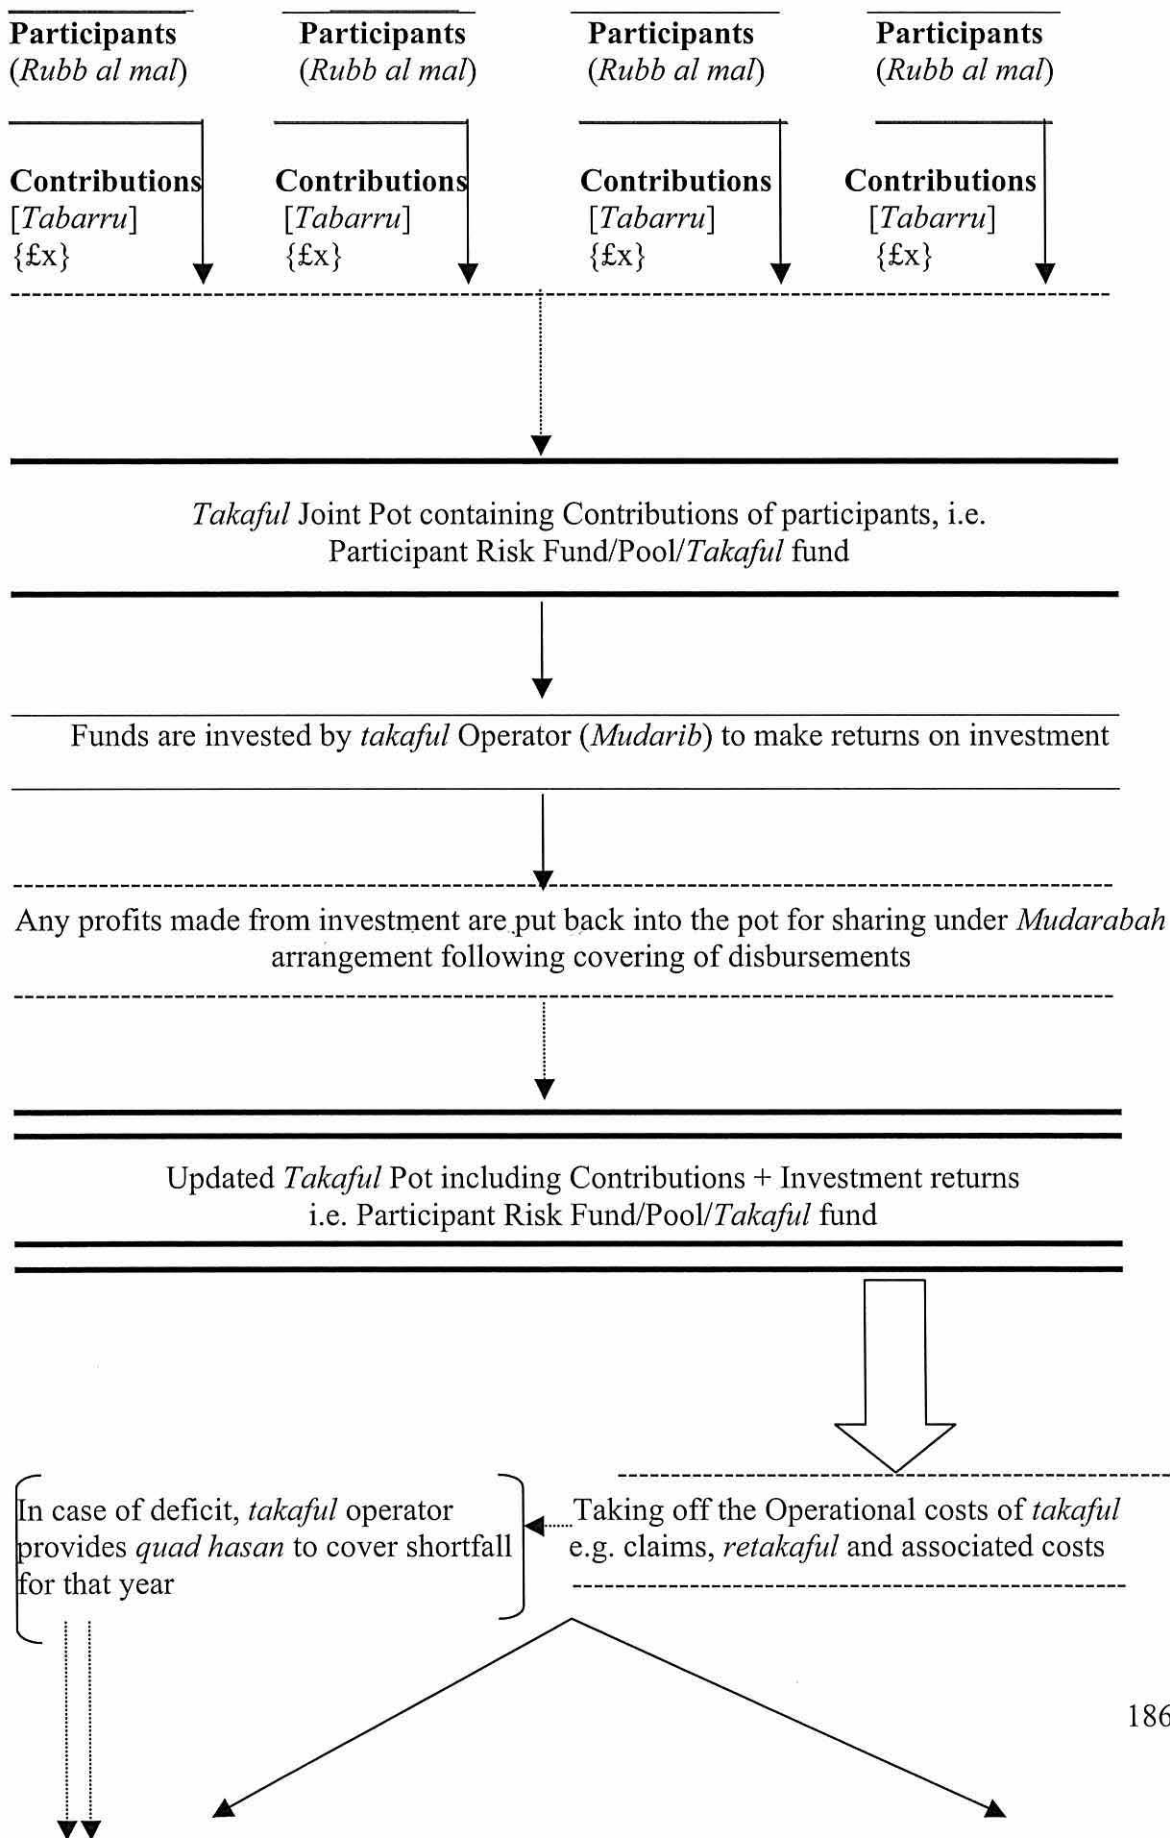 Participants
(Rubb al mal)
Participants
(Rubb al mal)
Participants
(Rubb al mal)
Participants
(Rubb al mal)
Contributions
[Tabarru]
{£x}
Contributions
[Tabarru]
{£x}
Contributions
[Tabarru]
{£x}
Contributions
[Tabarru]
{£x}
Takaful Joint Pot containing Contributions of participants, i.e.
Participant Risk Fund/Pool/Takaful fund
Funds are invested by takaful Operator (Mudarib) to make returns on investment
Any profits made from investment are put back into the pot for sharing under Mudarabah
arrangement following covering of disbursements
Updated Takaful Pot including Contributions + Investment returns
i.e. Participant Risk Fund/Pool/Takaful fund
In case of deficit, takaful operator
provides quad hasan to cover shortfall
for that year
Taking off the Operational costs of takaful
e.g. claims, retakaful and associated costs
186